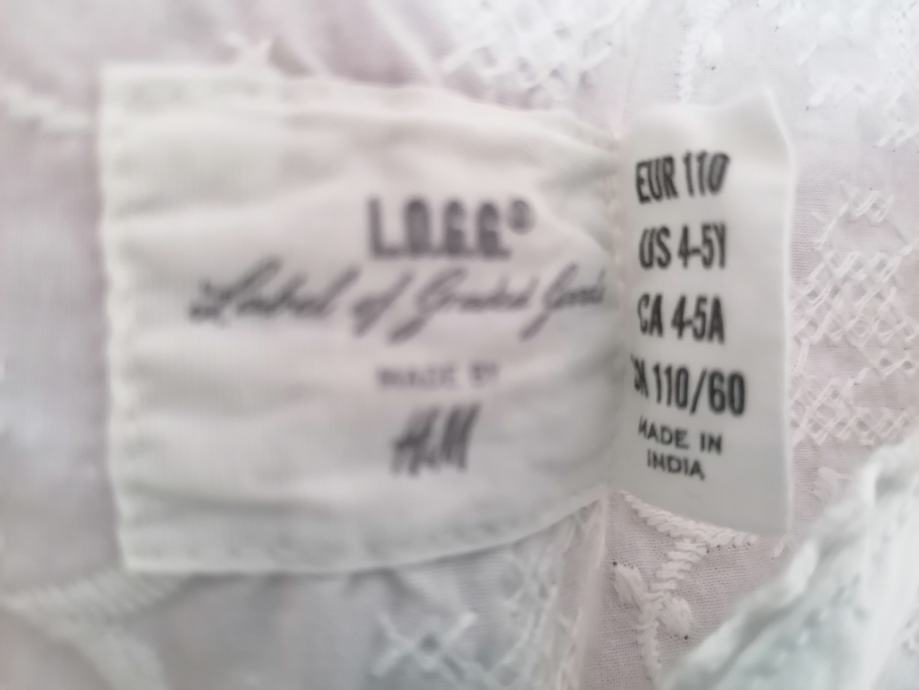 L.O.G.G.®
Label of Graded Goods
MADE BY
H&M
EUR 110
US 4-5Y
CA 4-5A
CN 110/60
MADE IN
INDIA